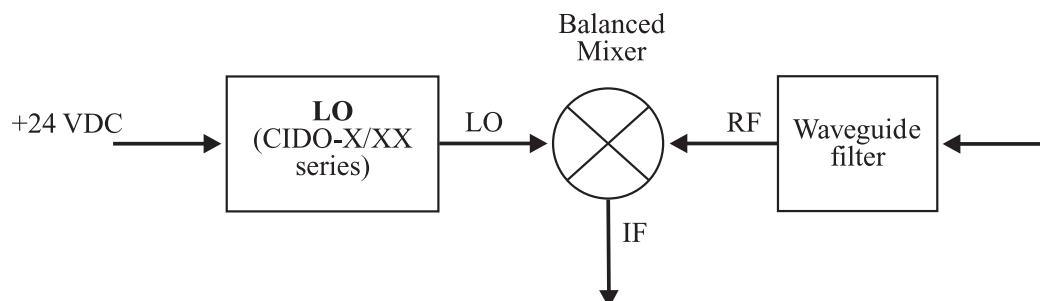 Balanced
Mixer
+24 VDC
LO
(CIDO-X/XX
series)
LO
RF
Waveguide
filter
IF